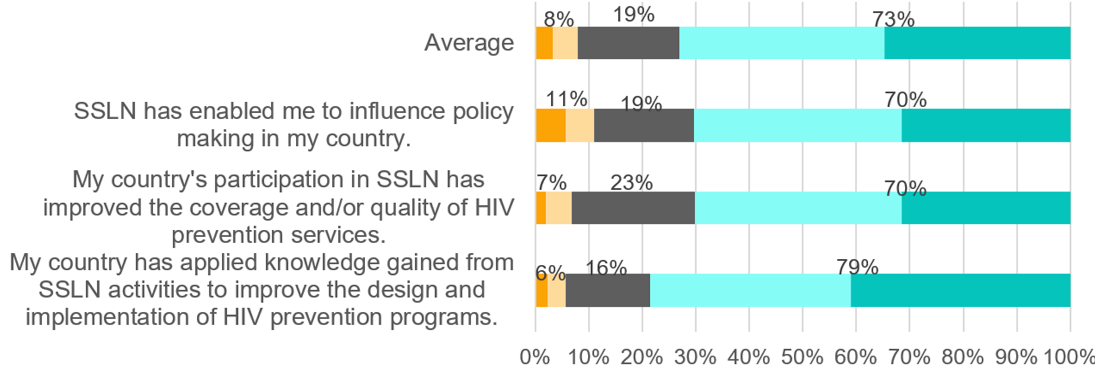 8% 19% 73%
Average
11% 19% 70%
SSLN has enabled me to influence policy
making in my country.
7% 23% 70%
My country's participation in SSLN has
improved the coverage and/or quality of HIV
prevention services.
6% 16% 79%
My country has applied knowledge gained from
SSLN activities to improve the design and
implementation of HIV prevention programs.
0% 10% 20% 30% 40% 50% 60% 70% 80% 90% 100%